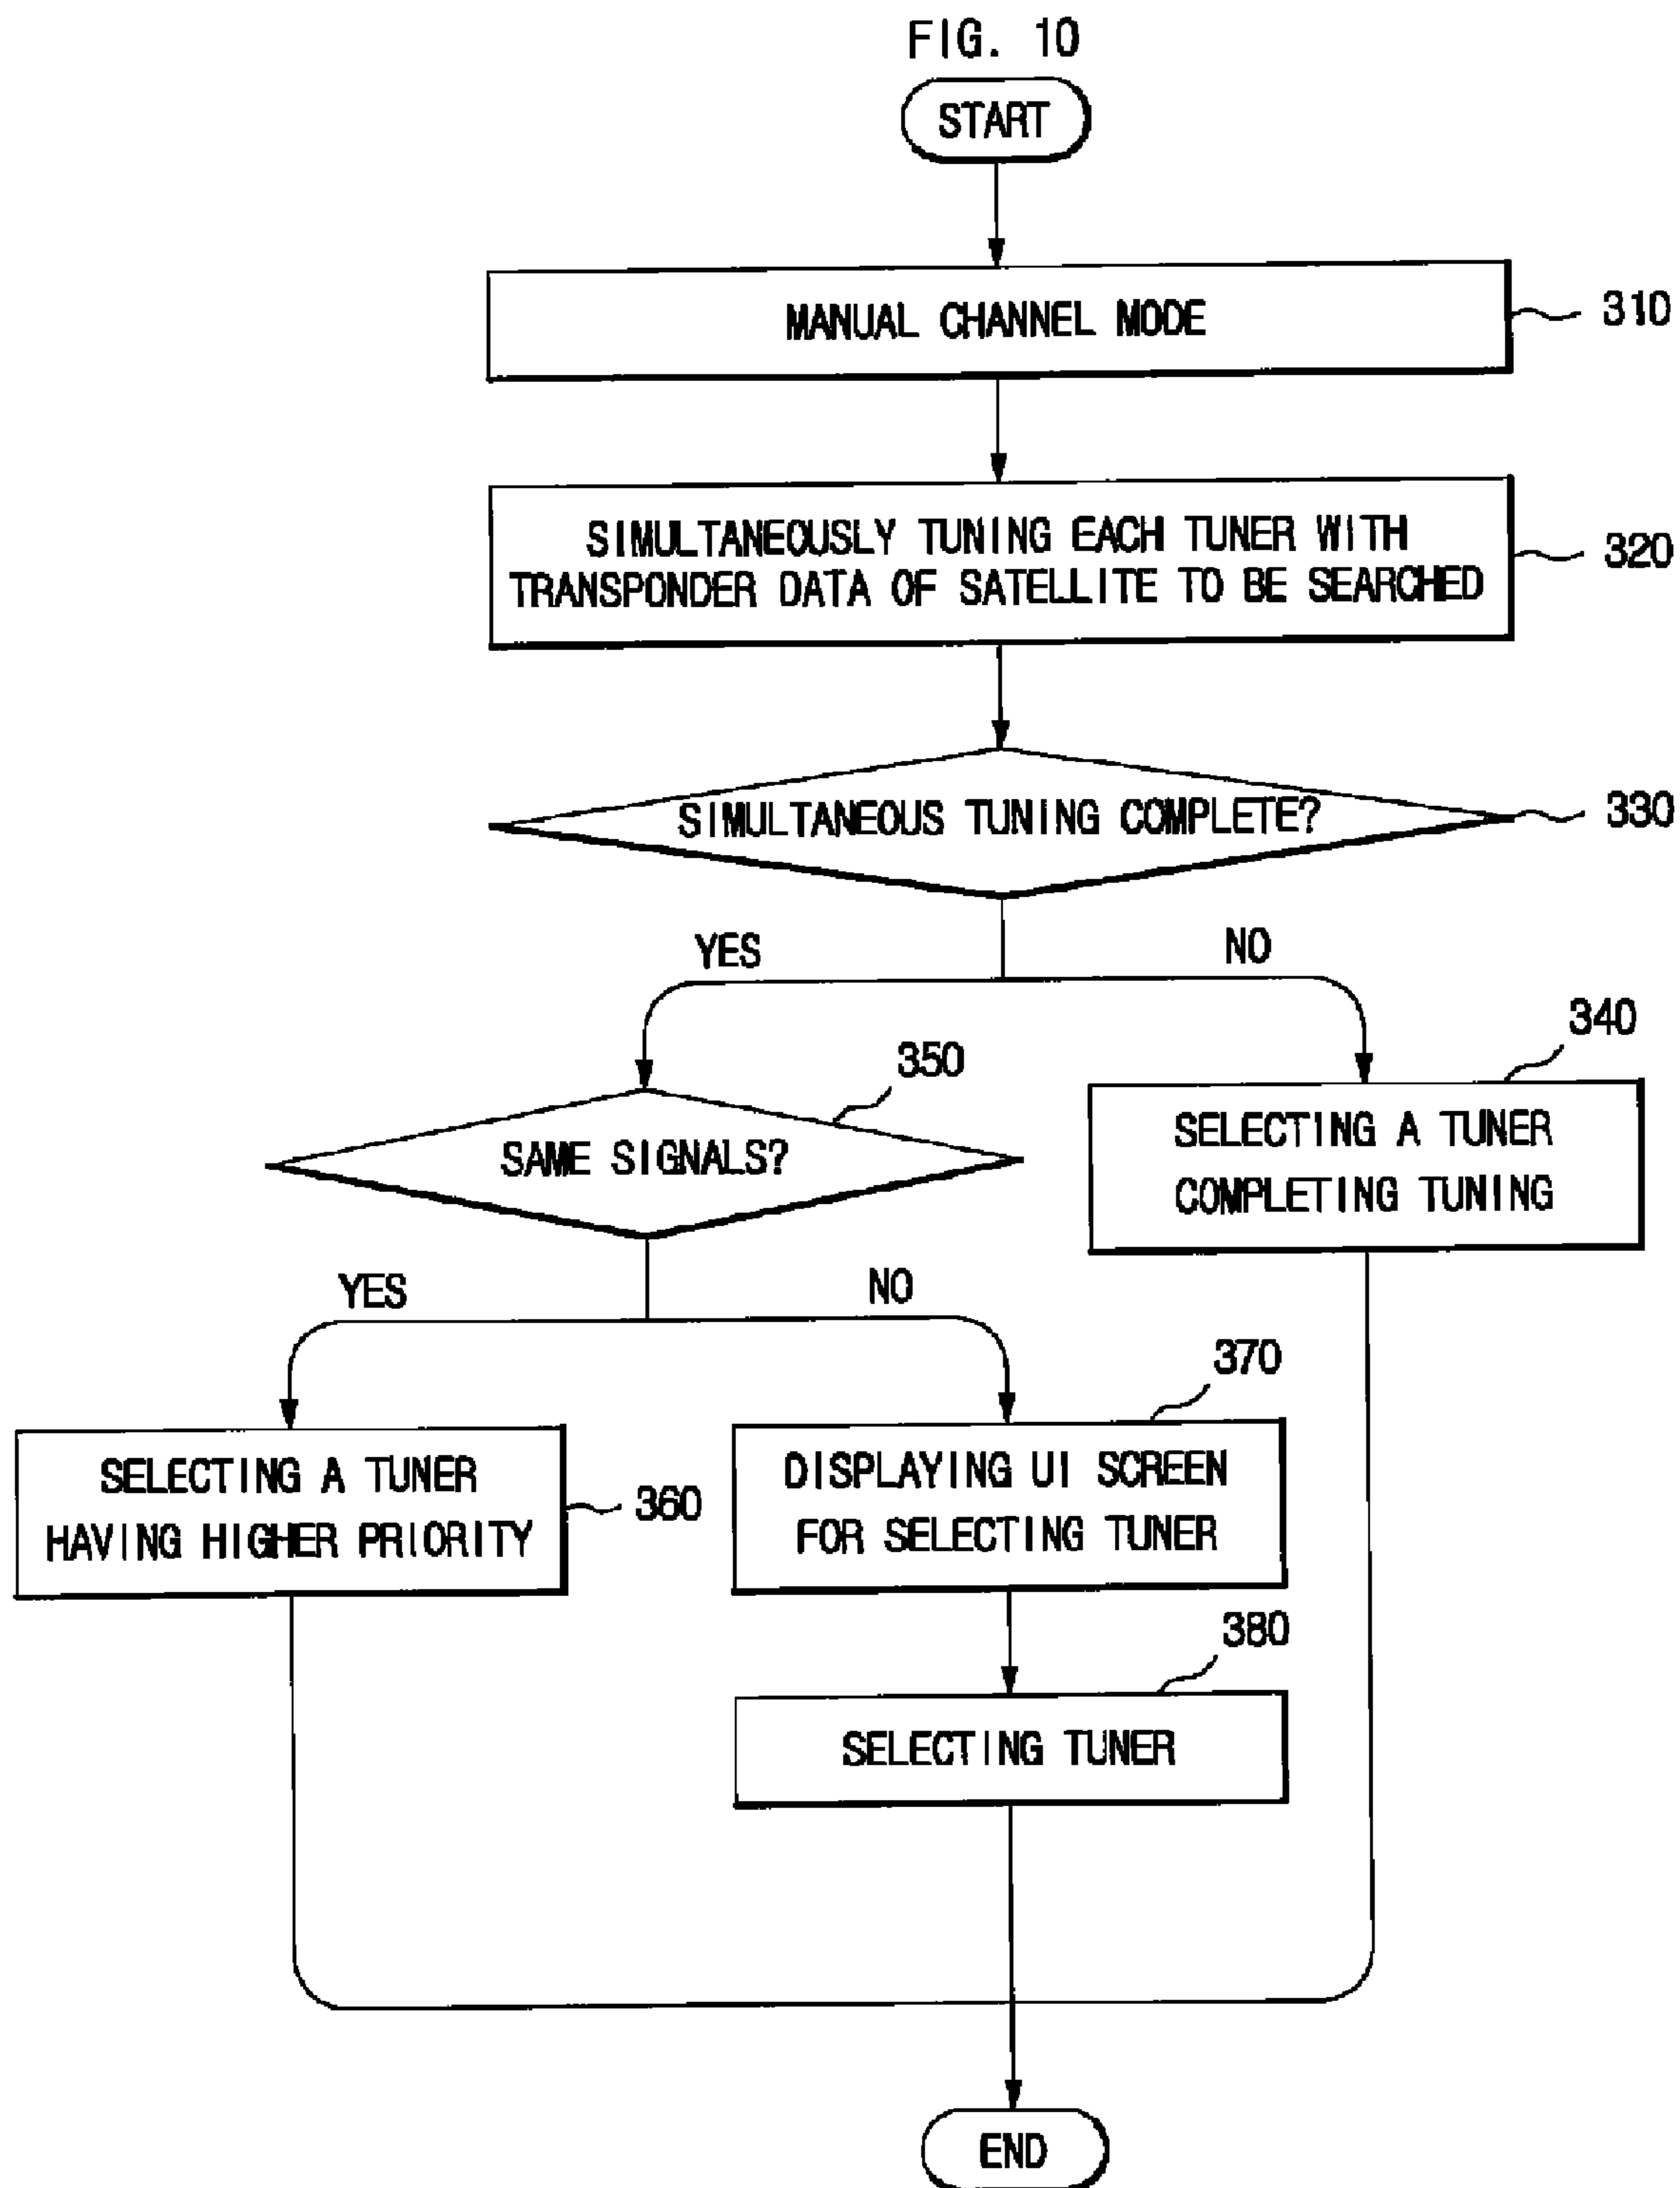 FIG. 10
START
MANUAL CHANNEL MODE
310
SIMULTANEOUSLY TUNING EACH TUNER WITH
TRANSPONDER DATA OF SATELLITE TO BE SEARCHED
320
SIMULTANEOUS TUNING COMPLETE?
330
YES
NO
340
350
SAME SIGNALS?
SELECTING A TUNER
COMPLETING TUNING
YES
NO
370
SELECTING A TUNER
HAVING HIGHER PRIORITY
360
DISPLAYING UI SCREEN
FOR SELECTING TUNER
380
SELECTING TUNER
END